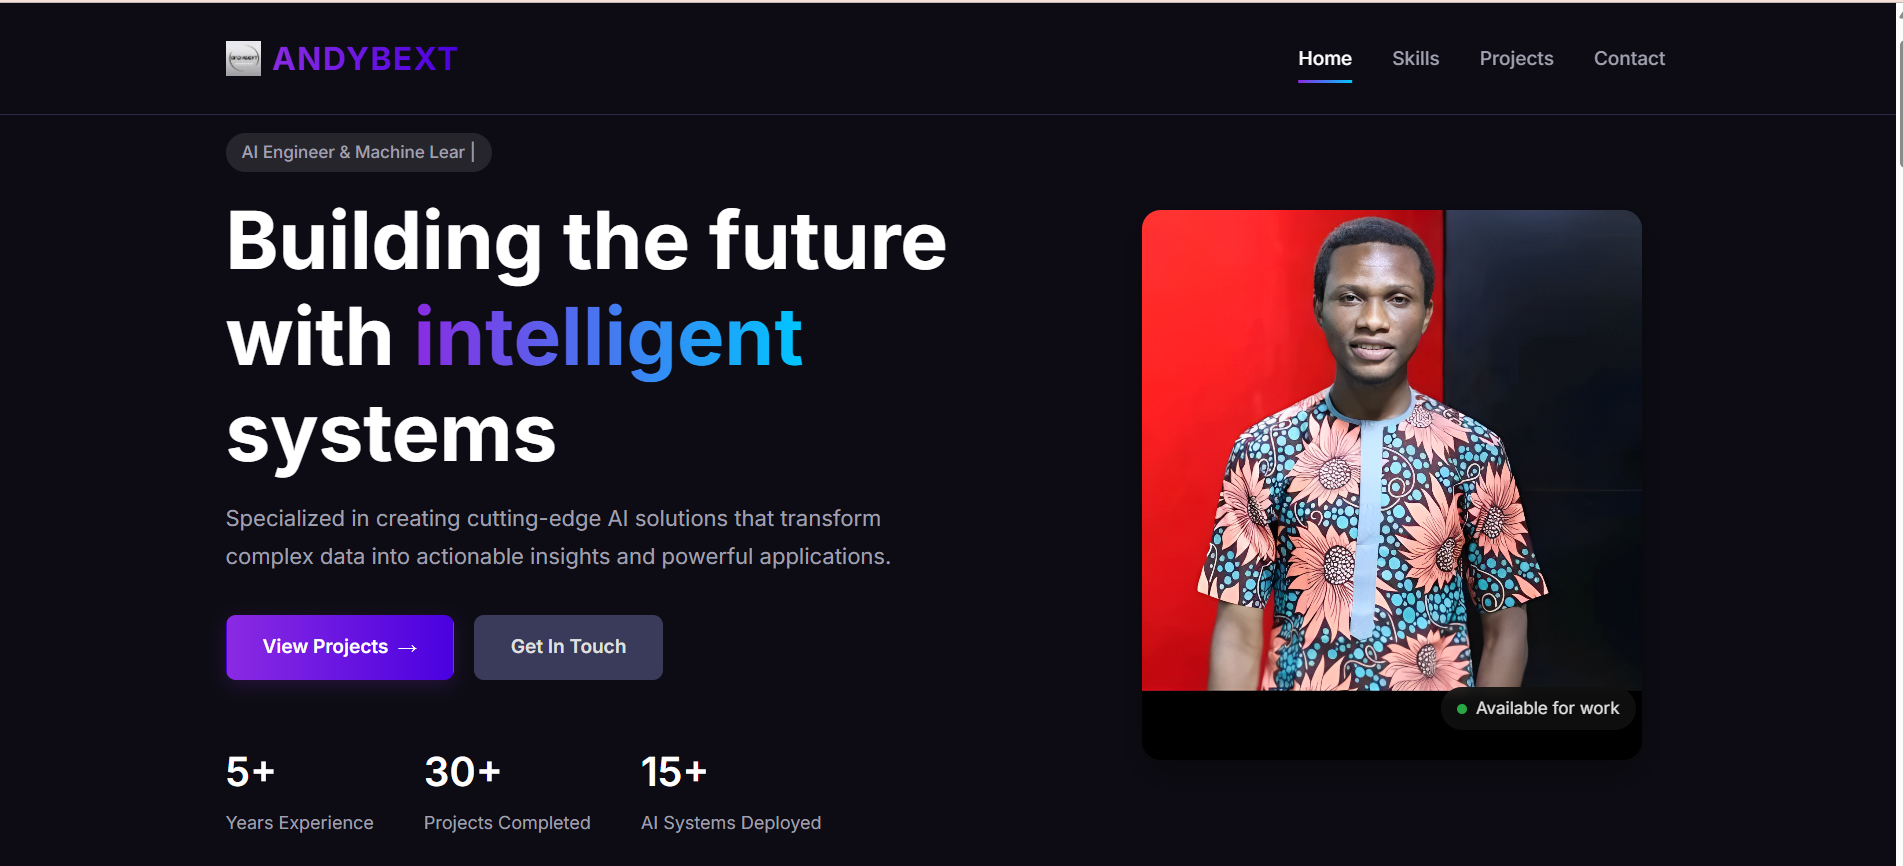 ANDYBEXT
Home Skills Projects Contact
AI Engineer & Machine Lear |
Building the future
with intelligent
systems
Specialized in creating cutting-edge AI solutions that transform
complex data into actionable insights and powerful applications.
View Projects →
Get In Touch
Available for work
5+
Years Experience
30+
Projects Completed
15+
AI Systems Deployed